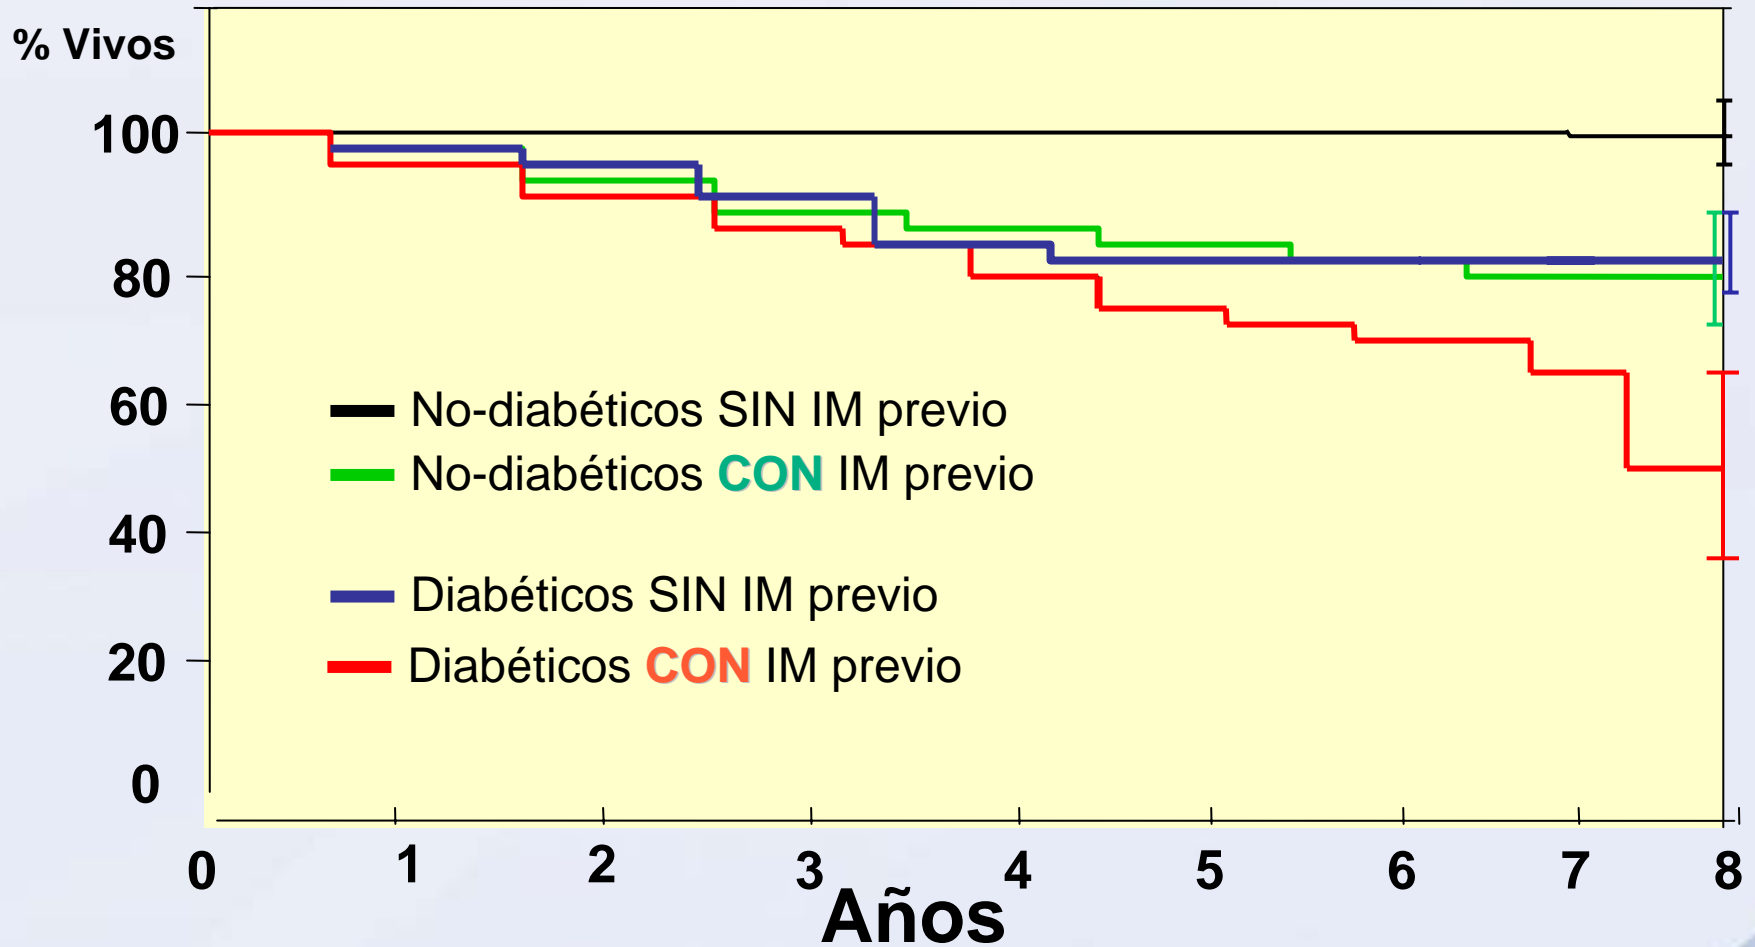 % Vivos
100
80
60
40
20
0
No-diabéticos SIN IM previo
No-diabéticos CON IM previo
Diabéticos SIN IM previo
Diabéticos CON IM previo
0 1 2 3 4 5 6 7 8
Años